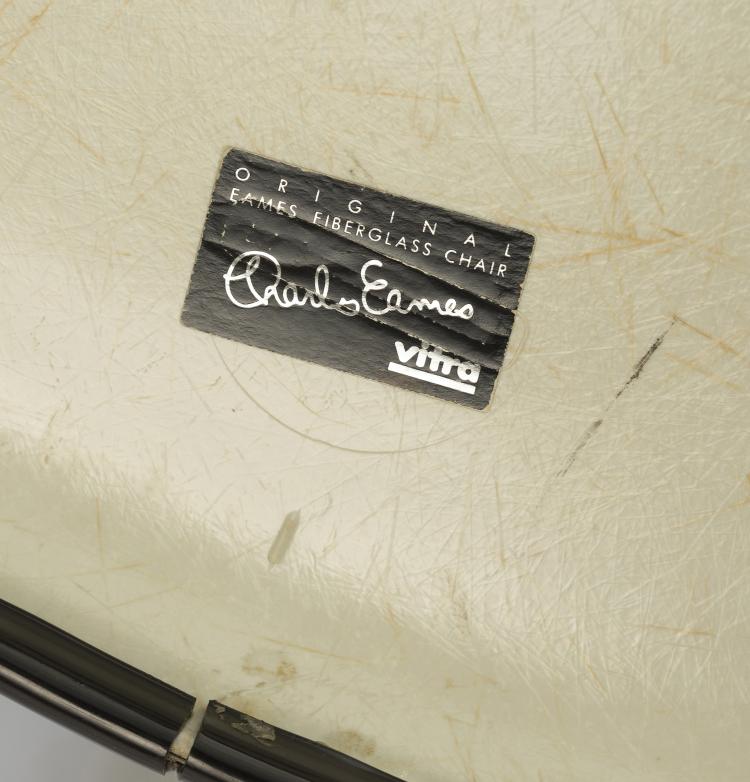 ORIGINAL
EAMES FIBERGLASS CHAIR
Charles Eames
vitra